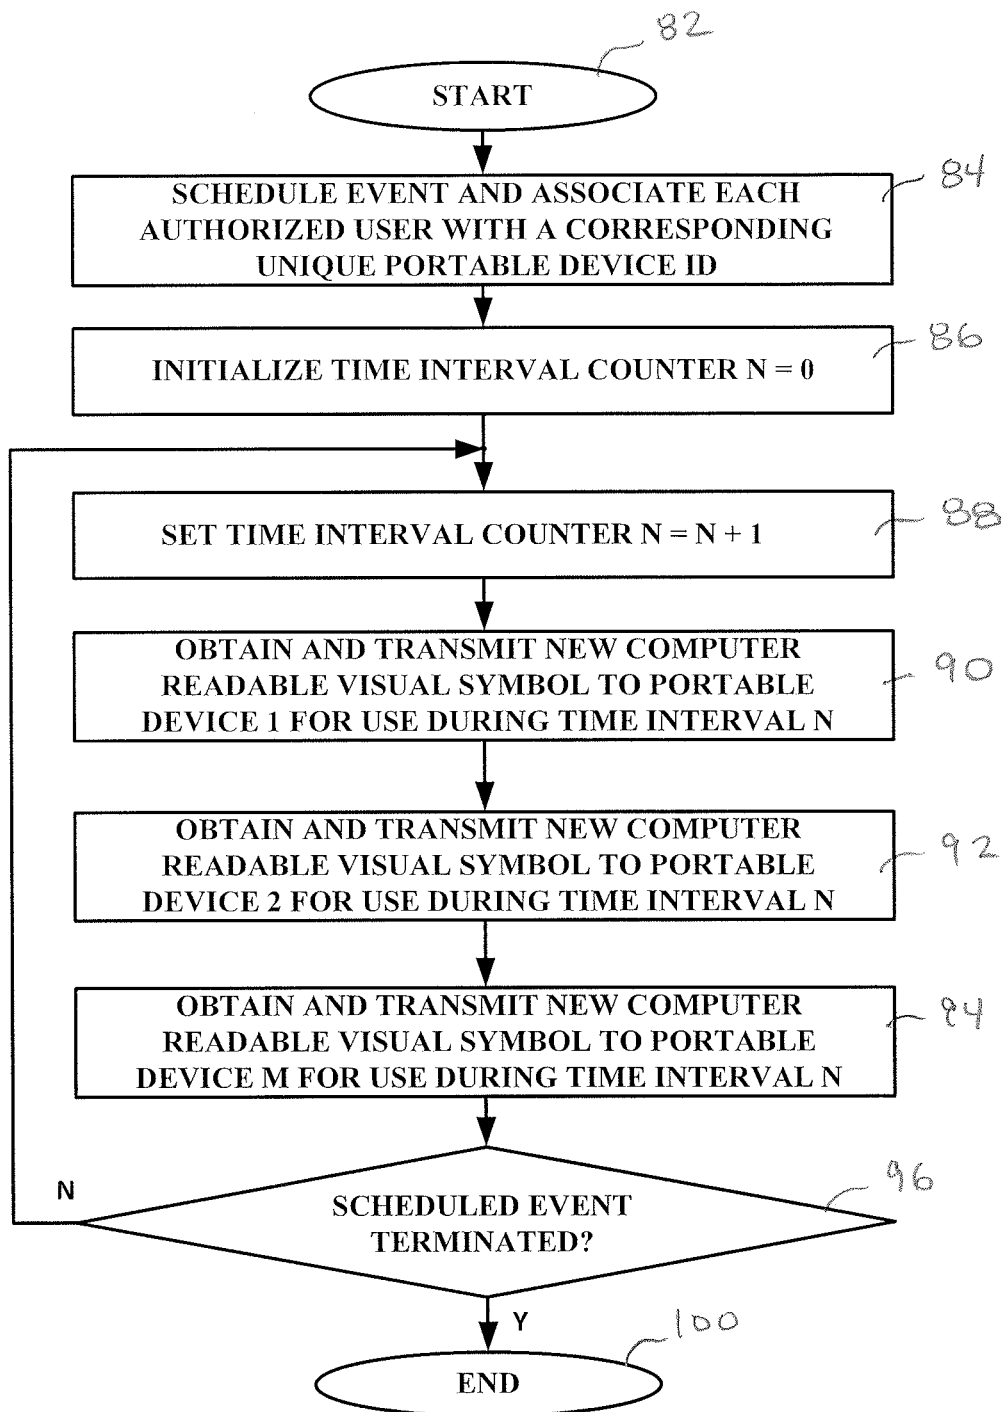 82
START
84
SCHEDULE EVENT AND ASSOCIATE EACH
AUTHORIZED USER WITH A CORRESPONDING
UNIQUE PORTABLE DEVICE ID
86
INITIALIZE TIME INTERVAL COUNTER N = 0
88
SET TIME INTERVAL COUNTER N = N + 1
90
OBTAIN AND TRANSMIT NEW COMPUTER
READABLE VISUAL SYMBOL TO PORTABLE
DEVICE 1 FOR USE DURING TIME INTERVAL N
92
OBTAIN AND TRANSMIT NEW COMPUTER
READABLE VISUAL SYMBOL TO PORTABLE
DEVICE 2 FOR USE DURING TIME INTERVAL N
94
OBTAIN AND TRANSMIT NEW COMPUTER
READABLE VISUAL SYMBOL TO PORTABLE
DEVICE M FOR USE DURING TIME INTERVAL N
96
N
SCHEDULED EVENT
TERMINATED?
Y
100
END